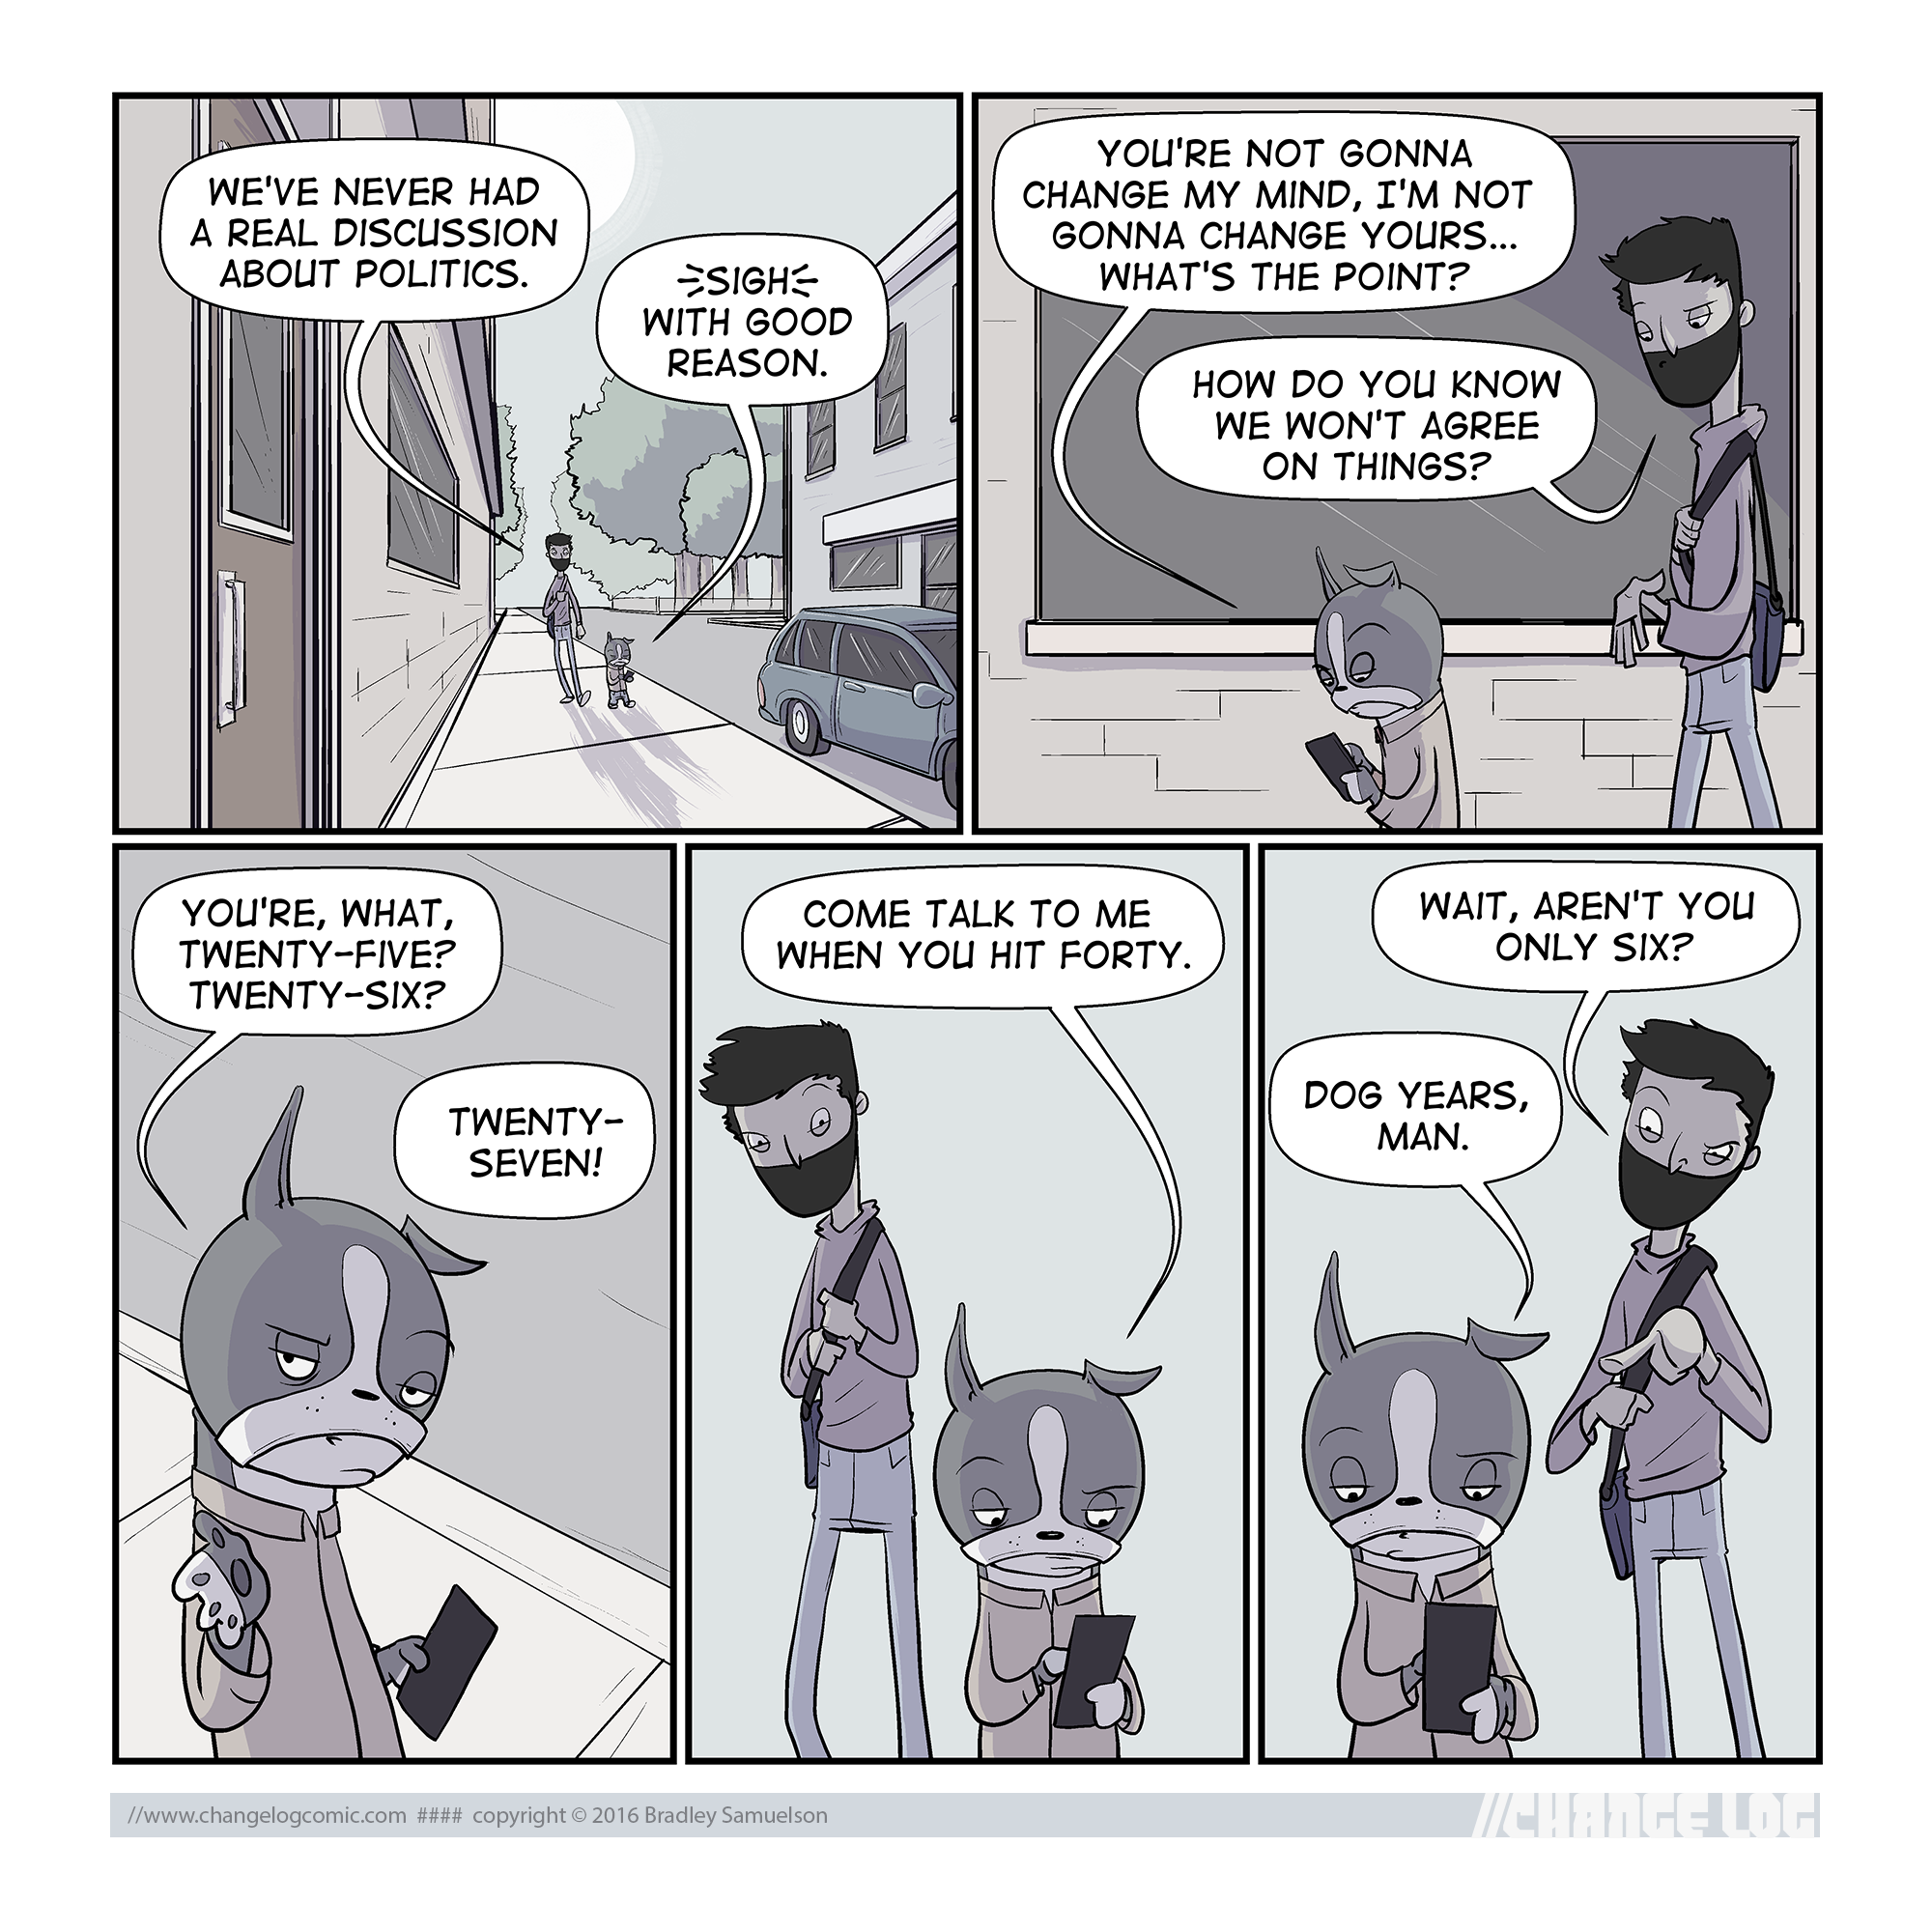 WE'VE NEVER HAD
A REAL DISCUSSION
ABOUT POLITICS.
SIGH
WITH GOOD
REASON.
YOU'RE NOT GONNA
CHANGE MY MIND, I'M NOT
GONNA CHANGE YOURS...
WHAT'S THE POINT?
HOW DO YOU KNOW
WE WON'T AGREE
ON THINGS?
YOU'RE, WHAT,
TWENTY-FIVE?
TWENTY-SIX?
TWENTY-
SEVEN!
COME TALK TO ME
WHEN YOU HIT FORTY.
WAIT, AREN'T YOU
ONLY SIX?
DOG YEARS,
MAN.
//www.changelogcomic.com #### copyright © 2016 Bradley Samuelson
//CHANGE LOG